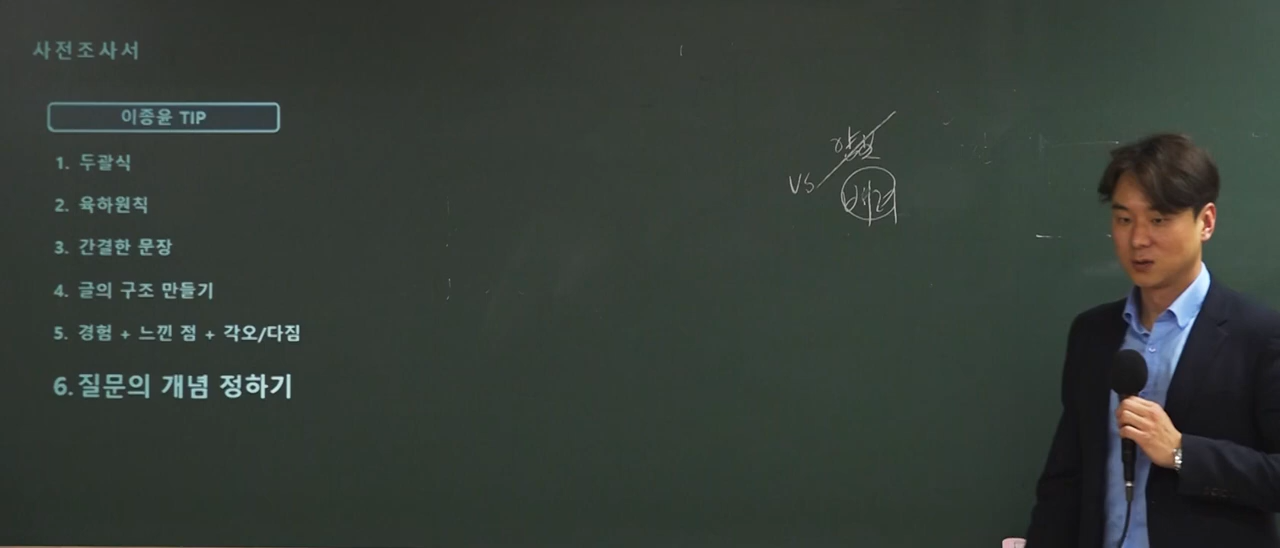 사전조사서
이종윤 TIP
1. 두괄식
2. 육하원칙
3. 간결한 문장
4. 글의 구조 만들기
5. 경험 + 느낀 점 + 각오/다짐
6. 질문의 개념 정하기
VS
배려